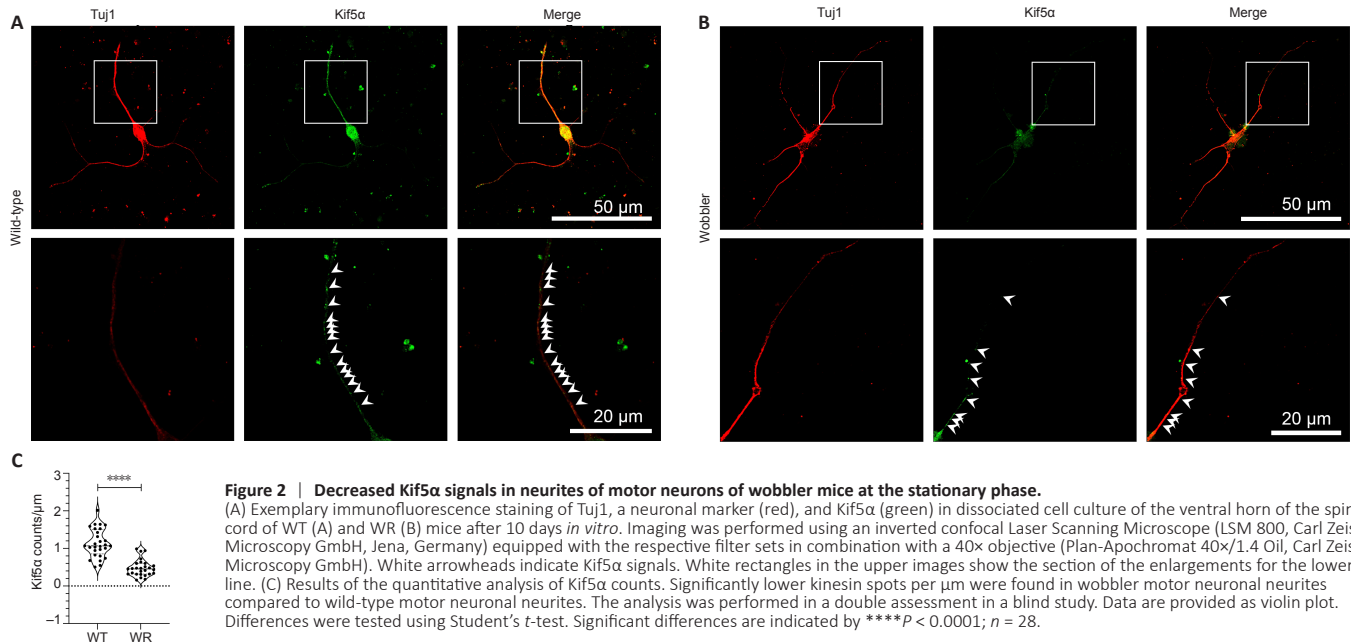 A
Tuj1
Kif5α
Merge
Wild-type
50 µm
20 µm
B
Tuj1
Kif5α
Merge
Wobbler
50 µm
20 µm
C
Kif5α counts/µm
3
2
1
0
−1
****
WT
WR
Figure 2 | Decreased Kif5α signals in neurites of motor neurons of wobbler mice at the stationary phase.
(A) Exemplary immunofluorescence staining of Tuj1, a neuronal marker (red), and Kif5α (green) in dissociated cell culture of the ventral horn of the spin
cord of WT (A) and WR (B) mice after 10 days in vitro. Imaging was performed using an inverted confocal Laser Scanning Microscope (LSM 800, Carl Zeis
Microscopy GmbH, Jena, Germany) equipped with the respective filter sets in combination with a 40× objective (Plan-Apochromat 40×/1.4 Oil, Carl Zeis
Microscopy GmbH). White arrowheads indicate Kif5α signals. White rectangles in the upper images show the section of the enlargements for the lower
line. (C) Results of the quantitative analysis of Kif5α counts. Significantly lower kinesin spots per µm were found in wobbler motor neuronal neurites
compared to wild-type motor neuronal neurites. The analysis was performed in a double assessment in a blind study. Data are provided as violin plot.
Differences were tested using Student's t-test. Significant differences are indicated by ****P < 0.0001; n = 28.